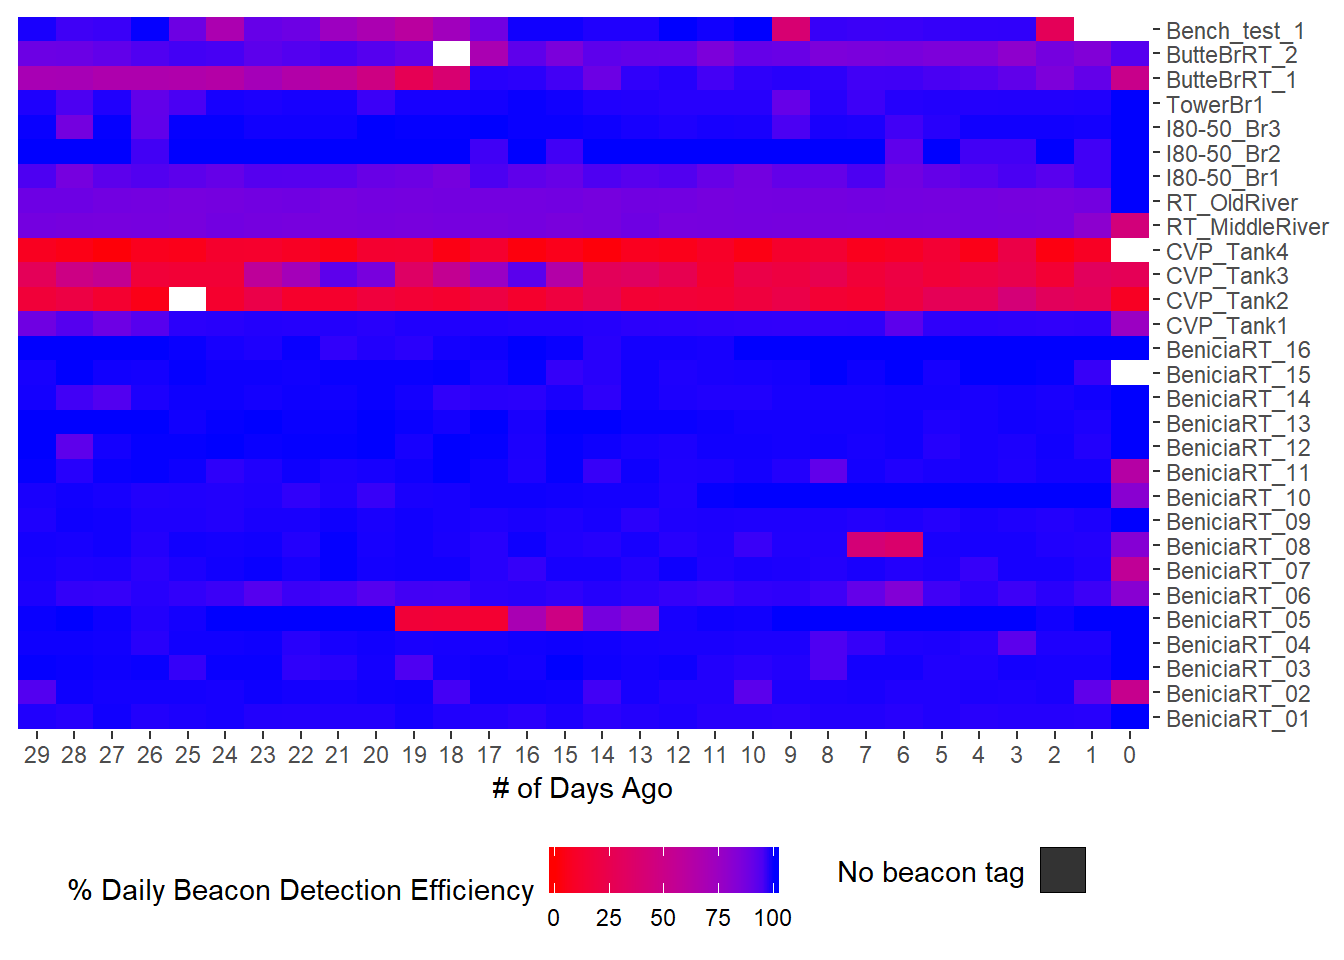 Bench_test_1
ButteBrRT_2
ButteBrRT_1
TowerBr1
I80-50_Br3
I80-50_Br2
I80-50_Br1
RT_OldRiver
RT_MiddleRiver
CVP_Tank4
CVP_Tank3
CVP_Tank2
CVP_Tank1
BeniciaRT_16
BeniciaRT_15
BeniciaRT_14
BeniciaRT_13
BeniciaRT_12
BeniciaRT_11
BeniciaRT_10
BeniciaRT_09
BeniciaRT_08
BeniciaRT_07
BeniciaRT_06
BeniciaRT_05
BeniciaRT_04
BeniciaRT_03
BeniciaRT_02
BeniciaRT_01
29 28 27 26 25 24 23 22 21 20 19 18 17 16 15 14 13 12 11 10 9 8 7 6 5 4 3 2 1 0
# of Days Ago
% Daily Beacon Detection Efficiency
0 25 50 75 100
No beacon tag